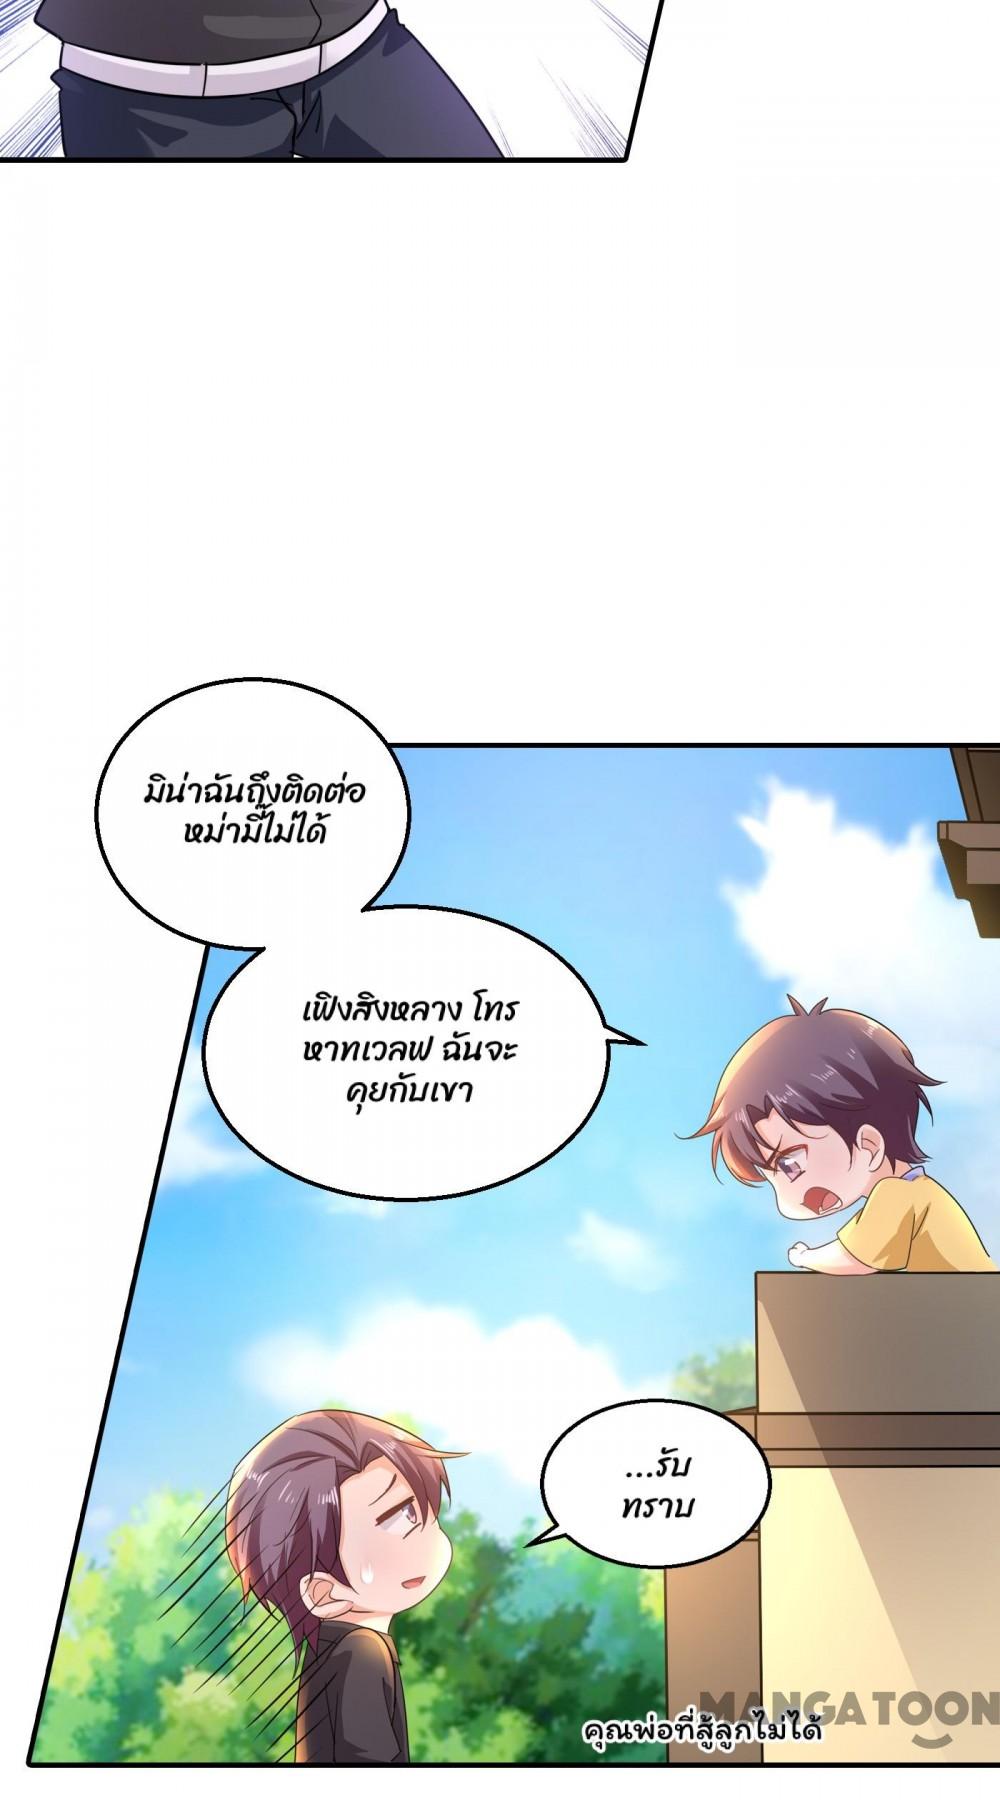 มิน่าฉันถึงติดต่อ
หม่ามี๊ไม่ได้
เฟิงสิงหลาง โทร
หาทเวลฟ ฉันจะ
คุยกับเขา
...รับ
ทราบ
MANGATOON
คุณพ่อที่สู้ลูกไม่ได้